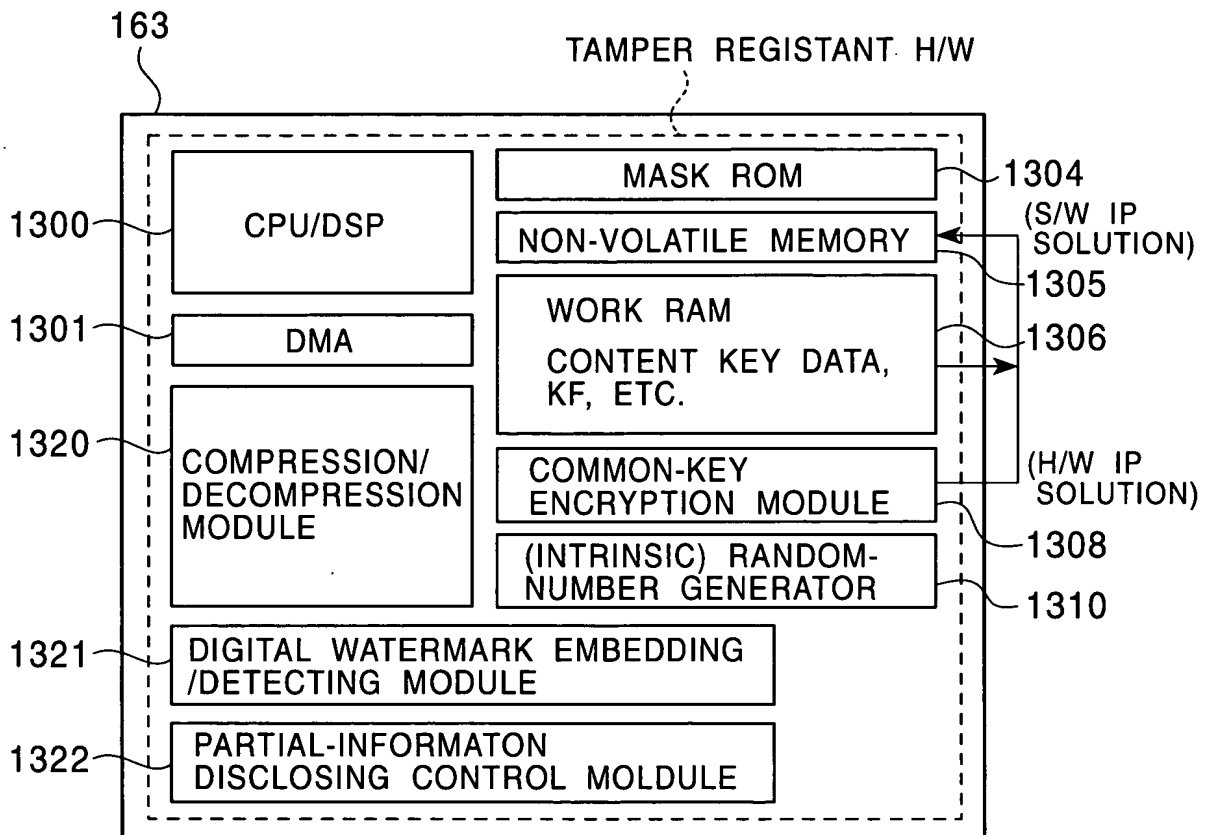 163
TAMPER REGISTANT H/W
1300
CPU/DSP
MASK ROM
1304
NON-VOLATILE MEMORY
(S/W IP
SOLUTION)
1305
1301
DMA
WORK RAM
CONTENT KEY DATA,
KF, ETC.
1306
1320
COMPRESSION/
DECOMPRESSION
MODULE
COMMON-KEY
ENCRYPTION MODULE
(H/W IP
SOLUTION)
1308
(INTRINSIC) RANDOM-
NUMBER GENERATOR
1310
1321
DIGITAL WATERMARK EMBEDDING
/DETECTING MODULE
1322
PARTIAL-INFORMATON
DISCLOSING CONTROL MOLDULE